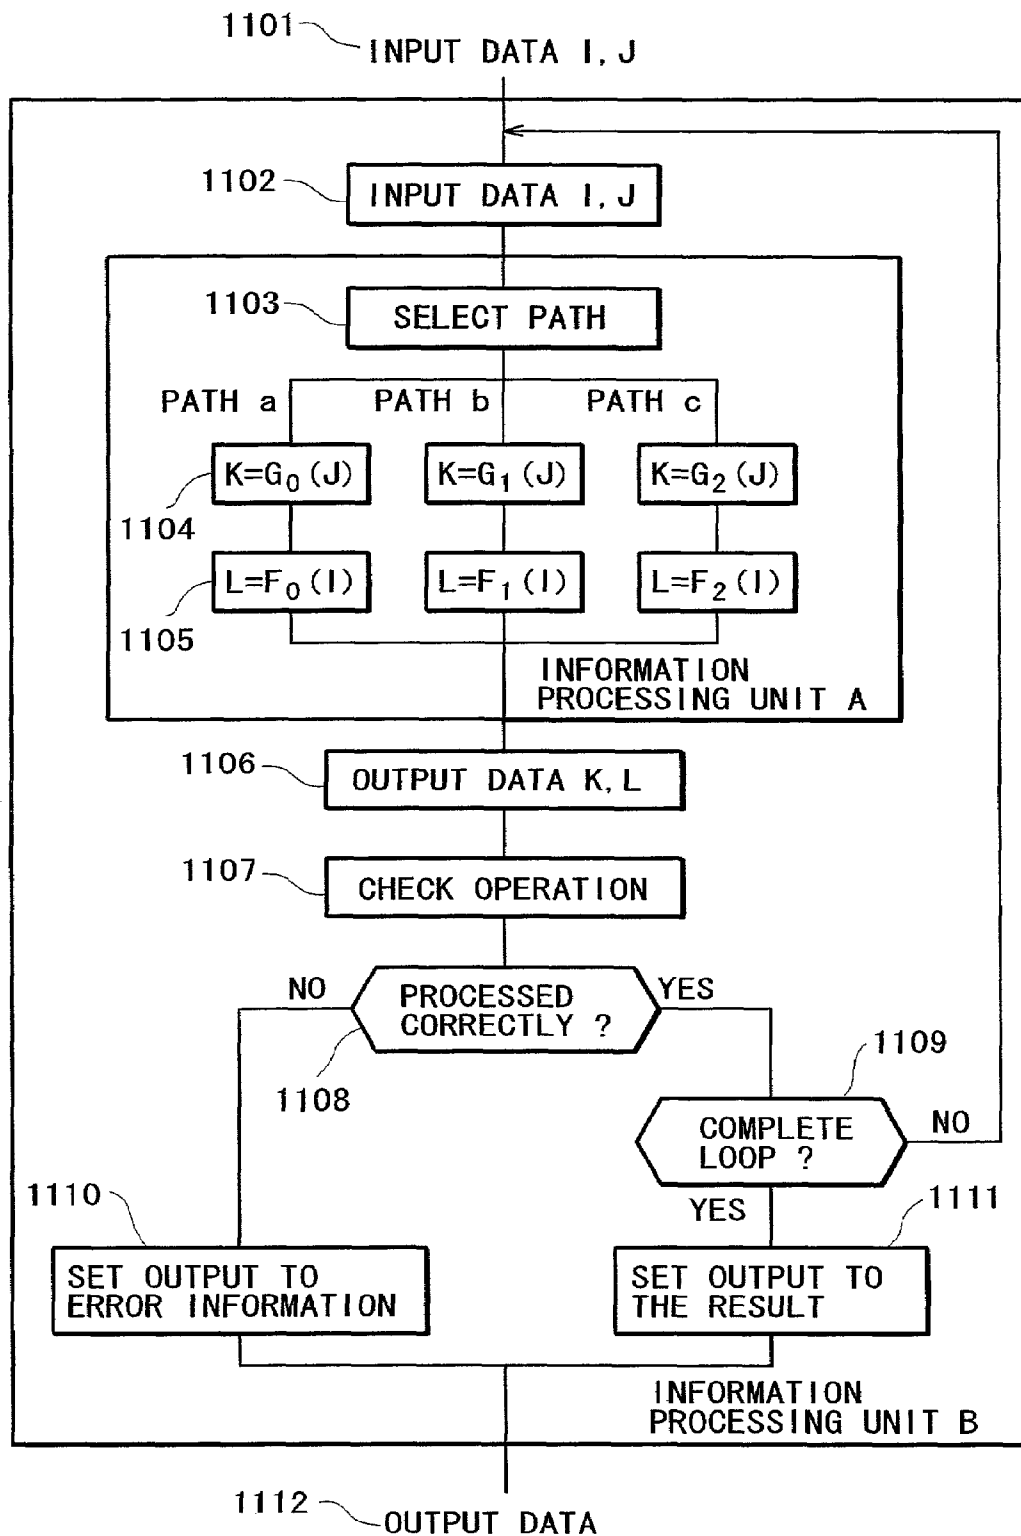 1101
INPUT DATA I, J
1102
INPUT DATA I, J
1103
SELECT PATH
PATH a
PATH b
PATH c
K=G₀(J)
K=G₁(J)
K=G₂(J)
1104
L=F₀(I)
L=F₁(I)
L=F₂(I)
1105
INFORMATION
PROCESSING UNIT A
1106
OUTPUT DATA K, L
1107
CHECK OPERATION
NO
PROCESSED
CORRECTLY ?
YES
1108
1109
COMPLETE
LOOP ?
NO
YES
1110
1111
SET OUTPUT TO
ERROR INFORMATION
SET OUTPUT TO
THE RESULT
INFORMATION
PROCESSING UNIT B
1112
OUTPUT DATA